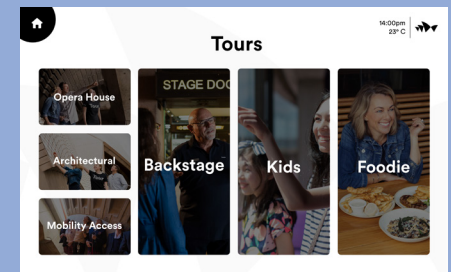 14:00pm
23° C
Tours
Opera House
Architectural
Mobility Access
STAGE DOO
Backstage
Kids
Foodie